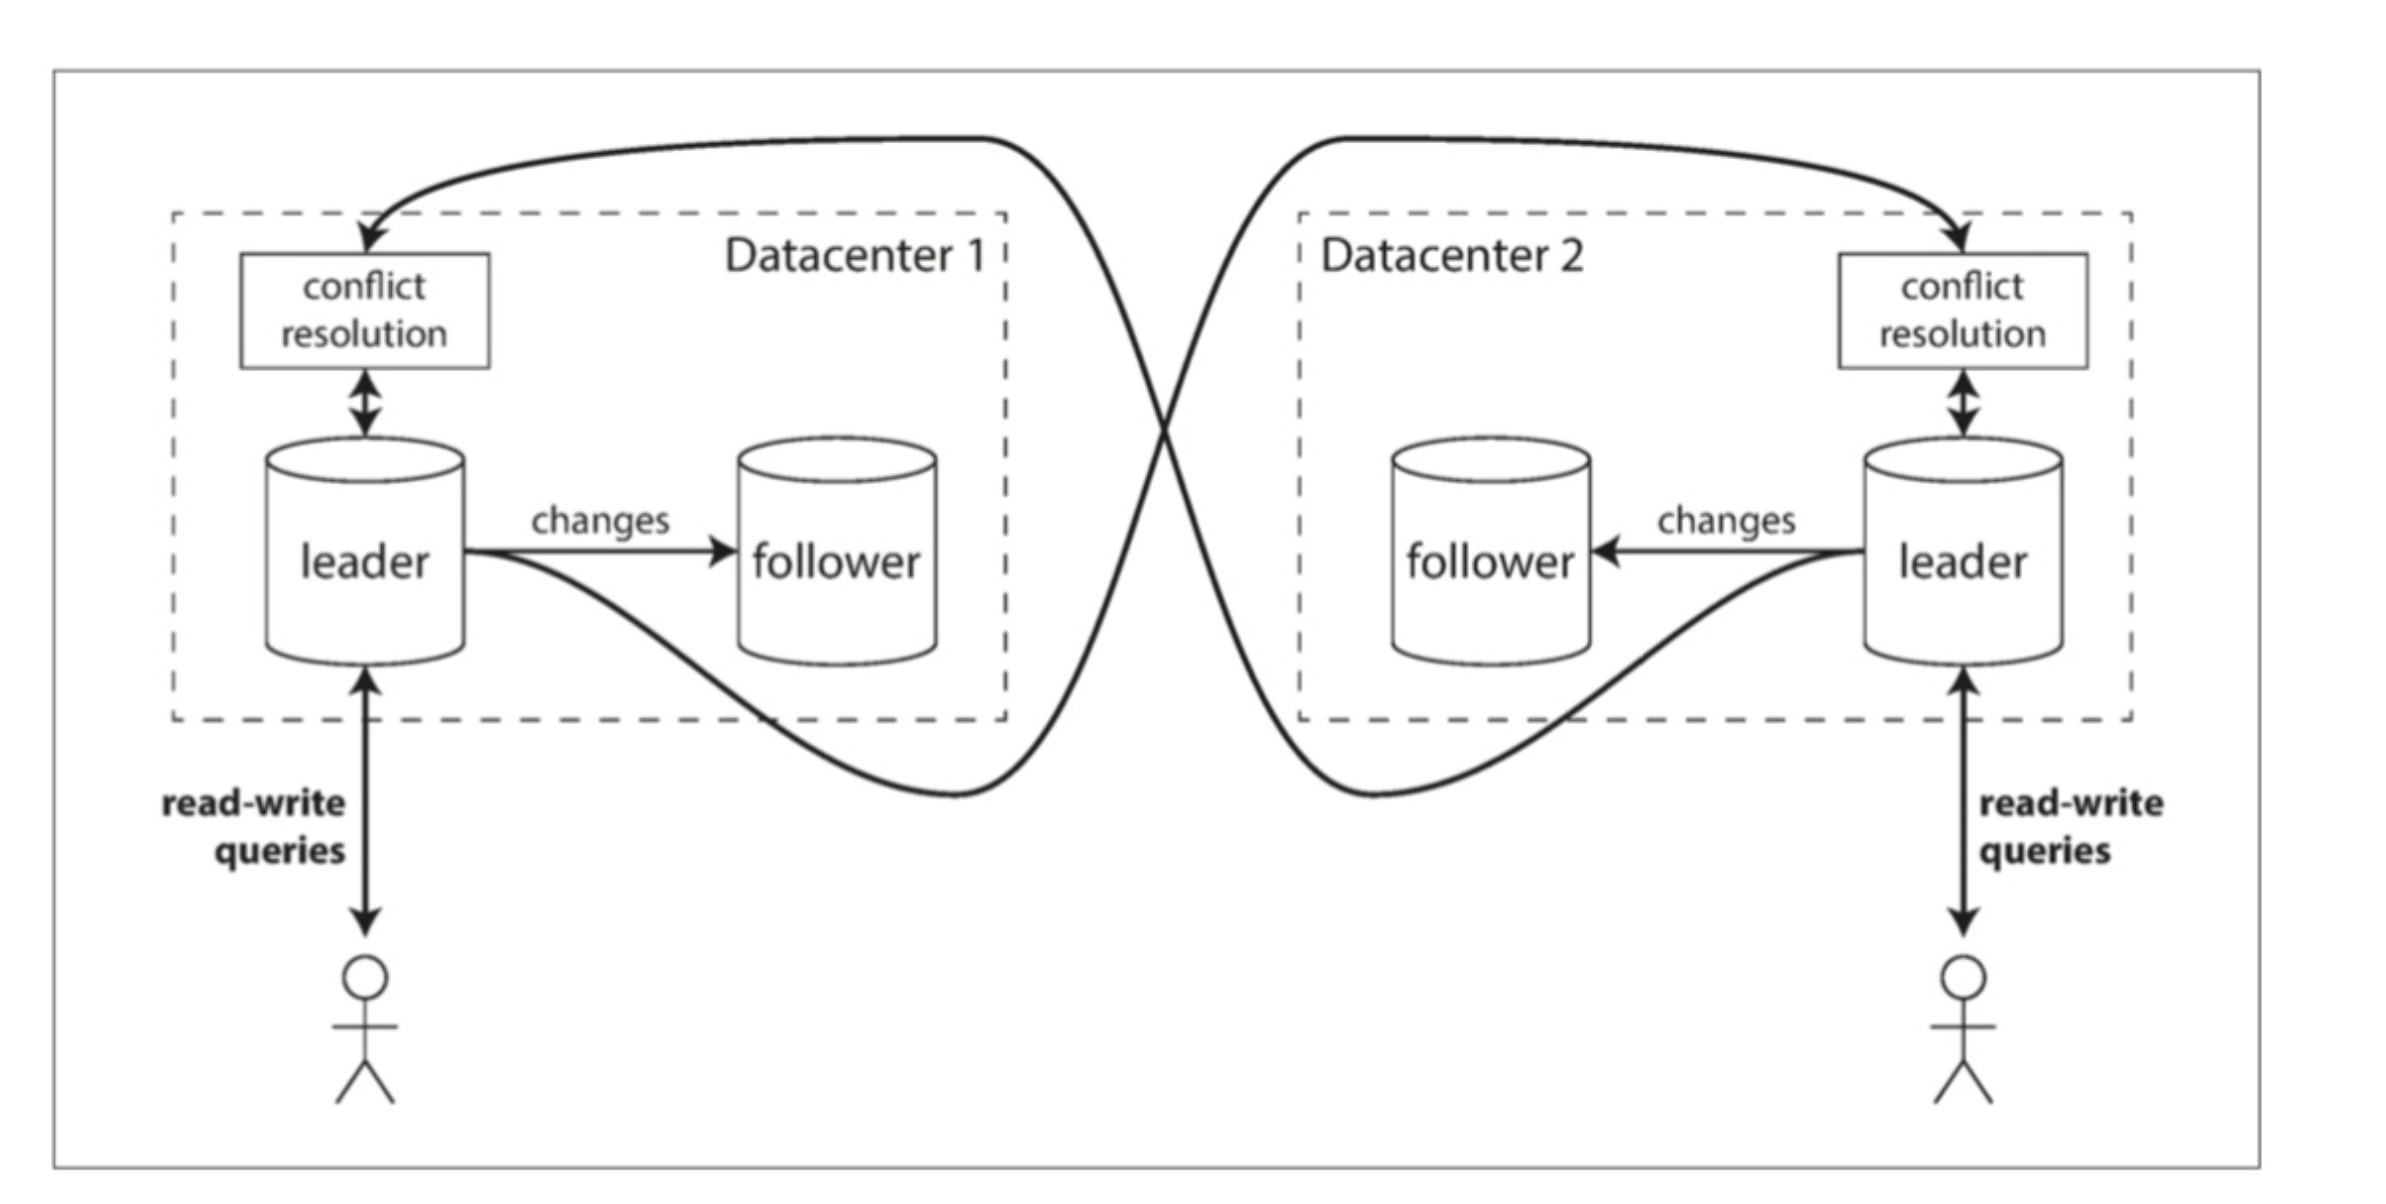 Datacenter 1
conflict
resolution
changes
leader
follower
read-write
queries
Datacenter 2
conflict
resolution
changes
follower
leader
read-write
queries